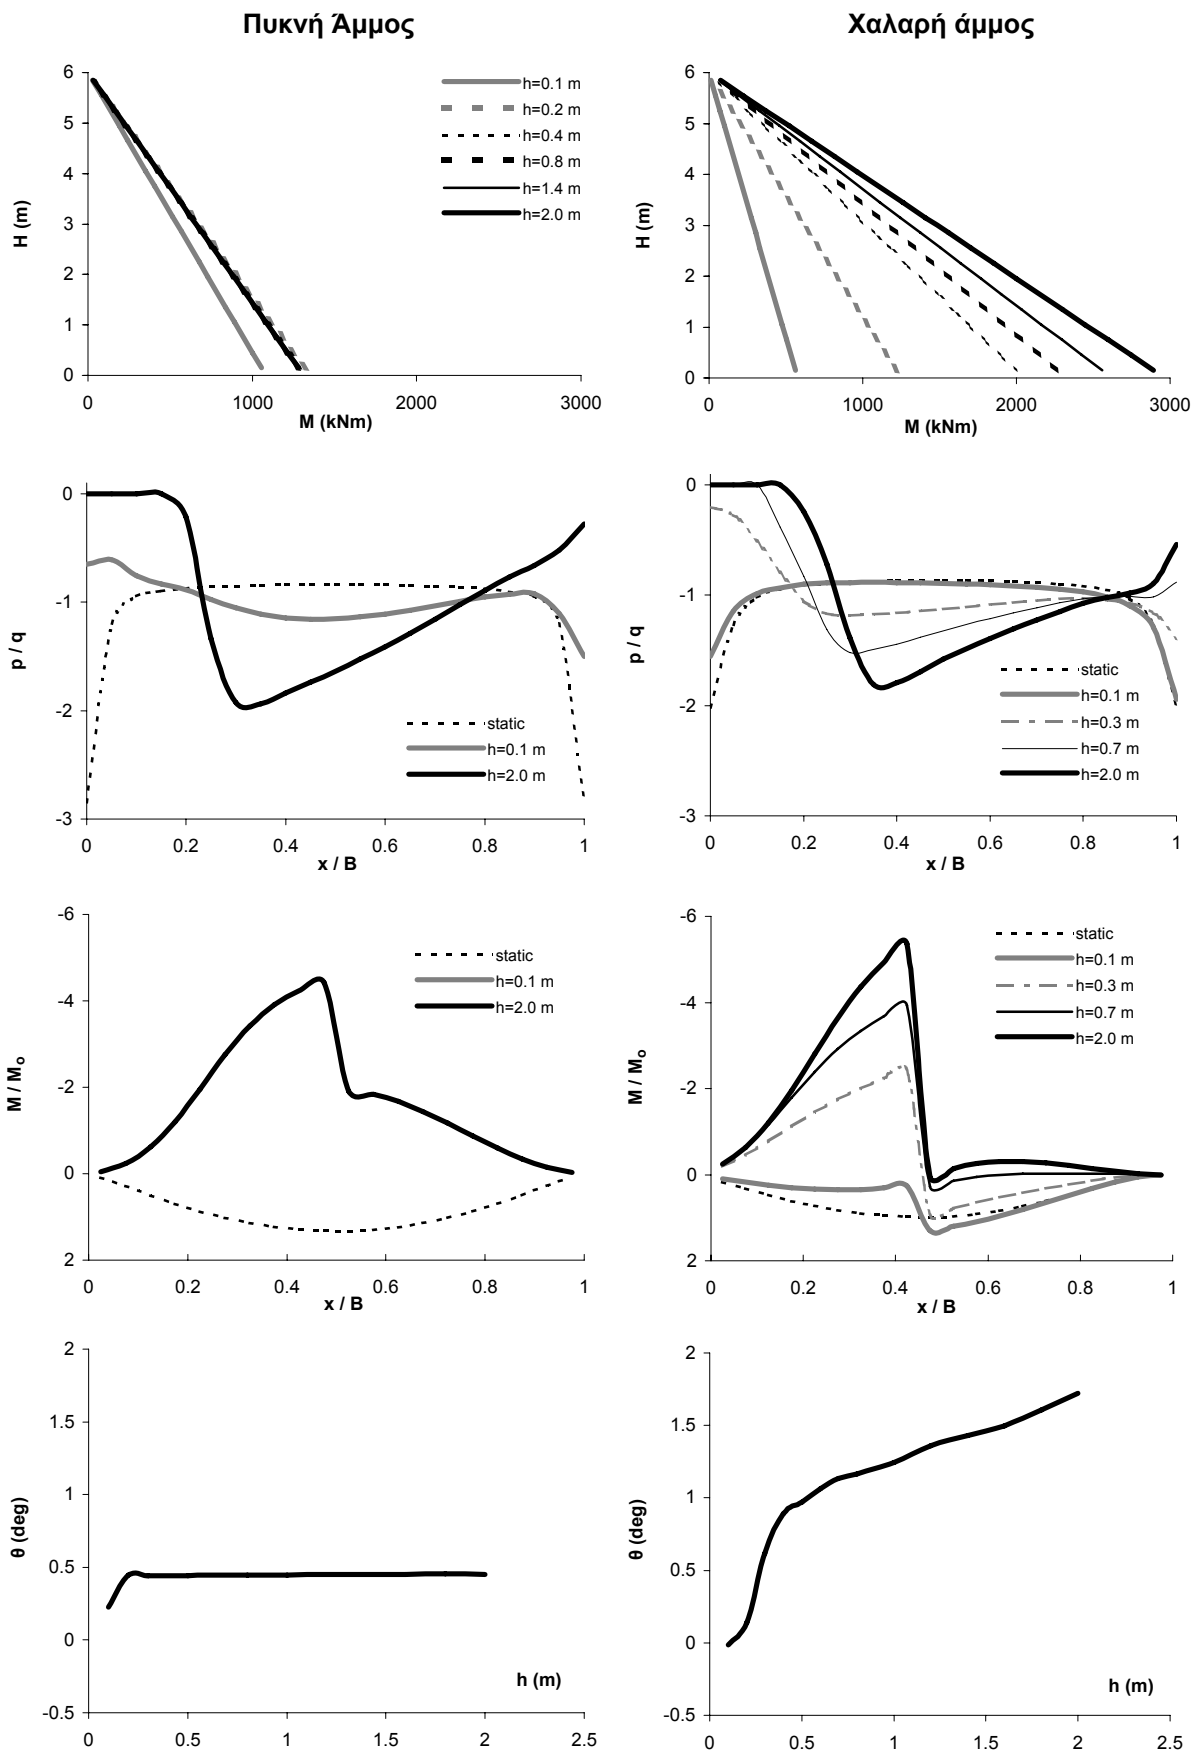 Πυκνή Άμμος
Χαλαρή άμμος
6
5
4
3
2
1
0
H (m)
0
1000
2000
3000
M (kNm)
h=0.1 m
h=0.2 m
h=0.4 m
h=0.8 m
h=1.4 m
h=2.0 m
6
5
4
3
2
1
0
H (m)
0
1000
2000
3000
M (kNm)
0
-1
-2
-3
p / q
0
0.2
0.4
0.6
0.8
1
x / B
static
h=0.1 m
h=2.0 m
0
-1
-2
-3
p / q
0
0.2
0.4
0.6
0.8
1
x / B
static
h=0.1 m
h=0.3 m
h=0.7 m
h=2.0 m
-6
-4
-2
0
2
M / Mo
0
0.2
0.4
0.6
0.8
1
x / B
static
h=0.1 m
h=2.0 m
-6
-4
-2
0
2
M / Mo
0
0.2
0.4
0.6
0.8
1
x / B
static
h=0.1 m
h=0.3 m
h=0.7 m
h=2.0 m
2
1.5
1
0.5
0
-0.5
θ (deg)
h (m)
0
0.5
1
1.5
2
2.5
2
1.5
1
0.5
0
-0.5
θ (deg)
h (m)
0
0.5
1
1.5
2
2.5